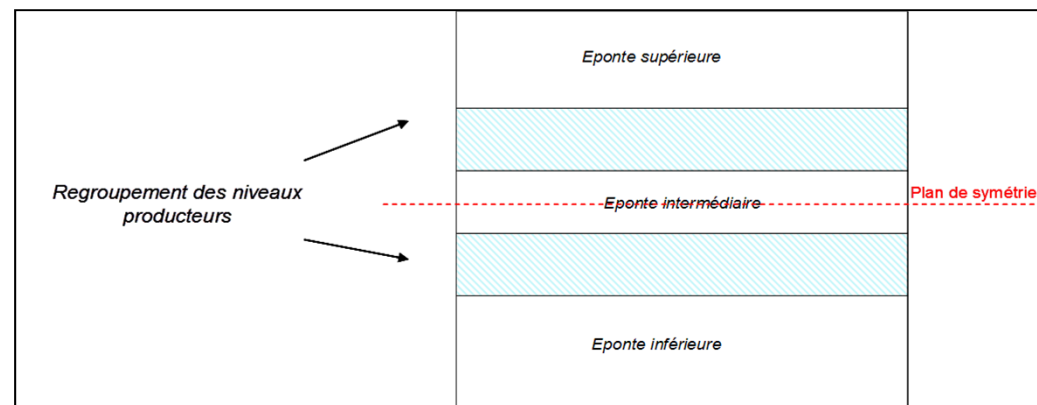 Eponte supérieure
Regroupement des niveaux
producteurs
Eponte intermédiaire
Plan de symétrie
Eponte inférieure